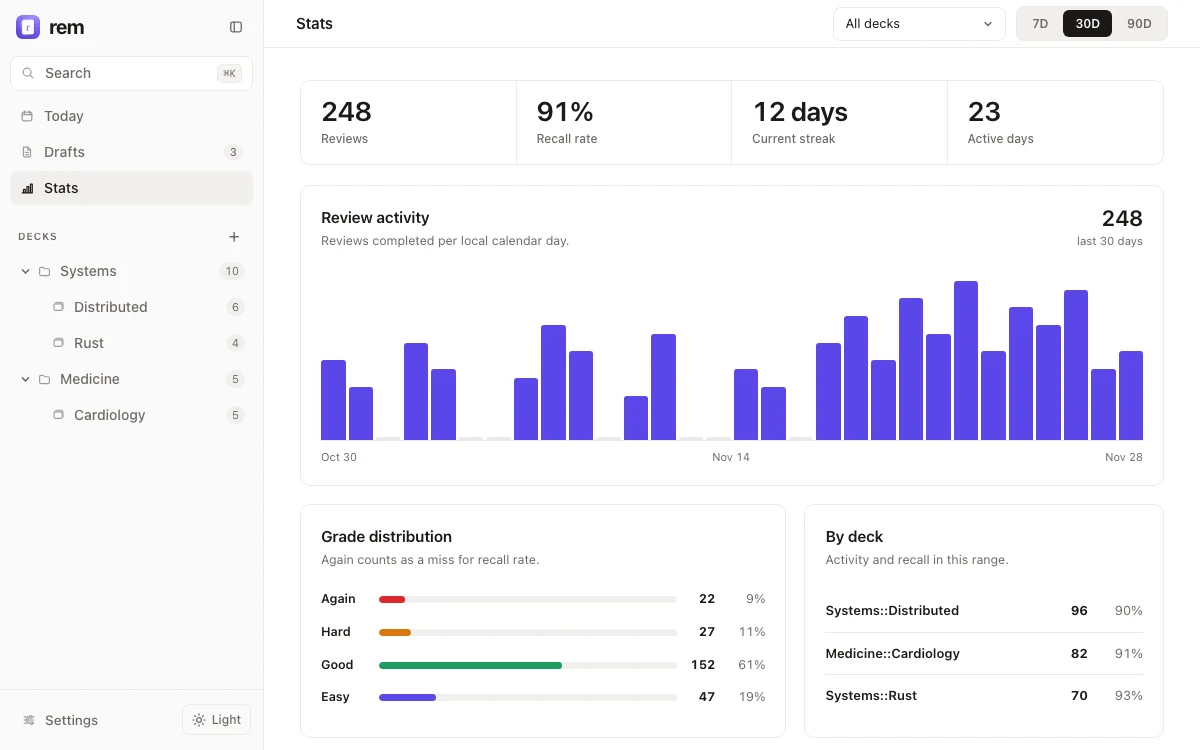 r rem
Search ⌘K
Today
Drafts 3
Stats
DECKS
Systems 10
Distributed 6
Rust 4
Medicine 5
Cardiology 5
Settings Light
Stats All decks 7D 30D 90D
248
Reviews
91%
Recall rate
12 days
Current streak
23
Active days
Review activity
Reviews completed per local calendar day.
248
last 30 days
Oct 30 Nov 14 Nov 28
Grade distribution
Again counts as a miss for recall rate.
Again 22 9%
Hard 27 11%
Good 152 61%
Easy 47 19%
By deck
Activity and recall in this range.
Systems::Distributed 96 90%
Medicine::Cardiology 82 91%
Systems::Rust 70 93%